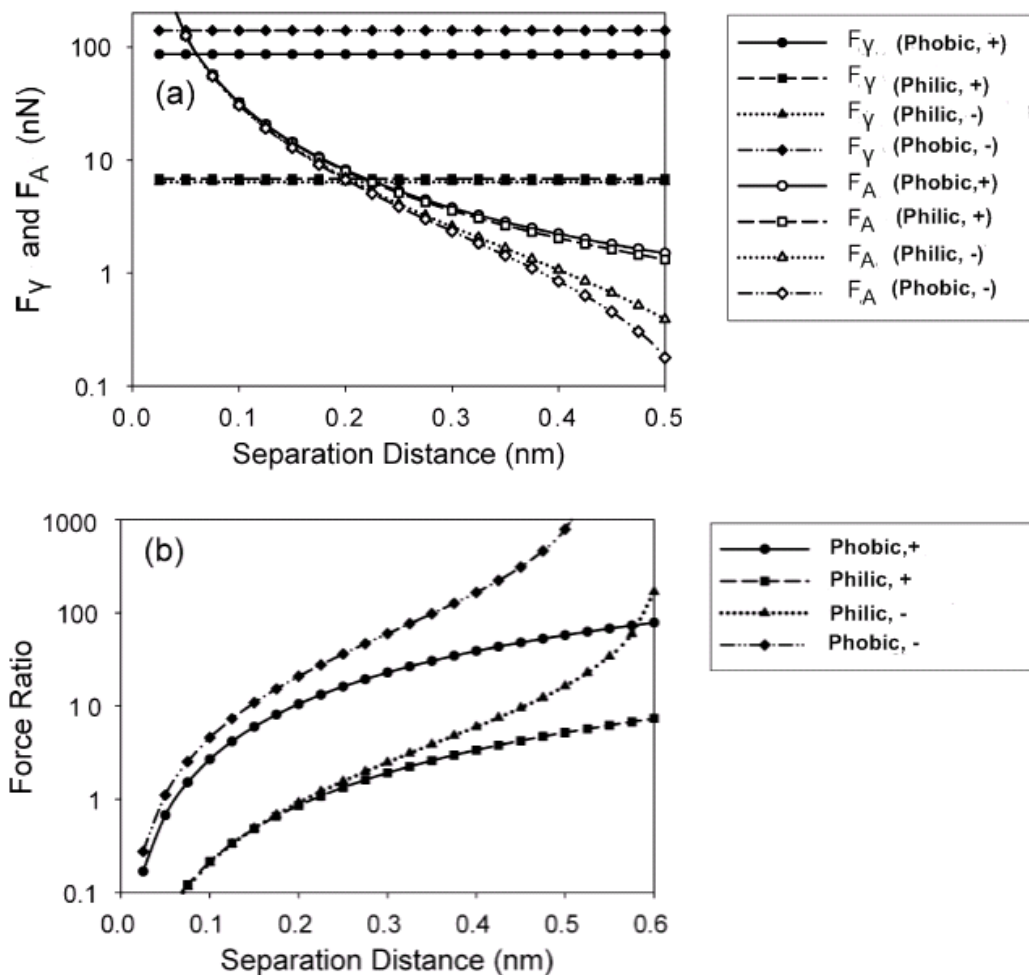 100
10
1
0.1
(a)
Fγ and FA (nN)
0.0 0.1 0.2 0.3 0.4 0.5
Separation Distance (nm)
Fγ (Phobic, +)
Fγ (Philic, +)
Fγ (Philic, -)
Fγ (Phobic, -)
FA (Phobic,+)
FA (Philic, +)
FA (Philic, -)
FA (Phobic, -)
1000
100
10
1
0.1
(b)
Force Ratio
0.0 0.1 0.2 0.3 0.4 0.5 0.6
Separation Distance (nm)
Phobic,+
Philic, +
Philic, -
Phobic, -